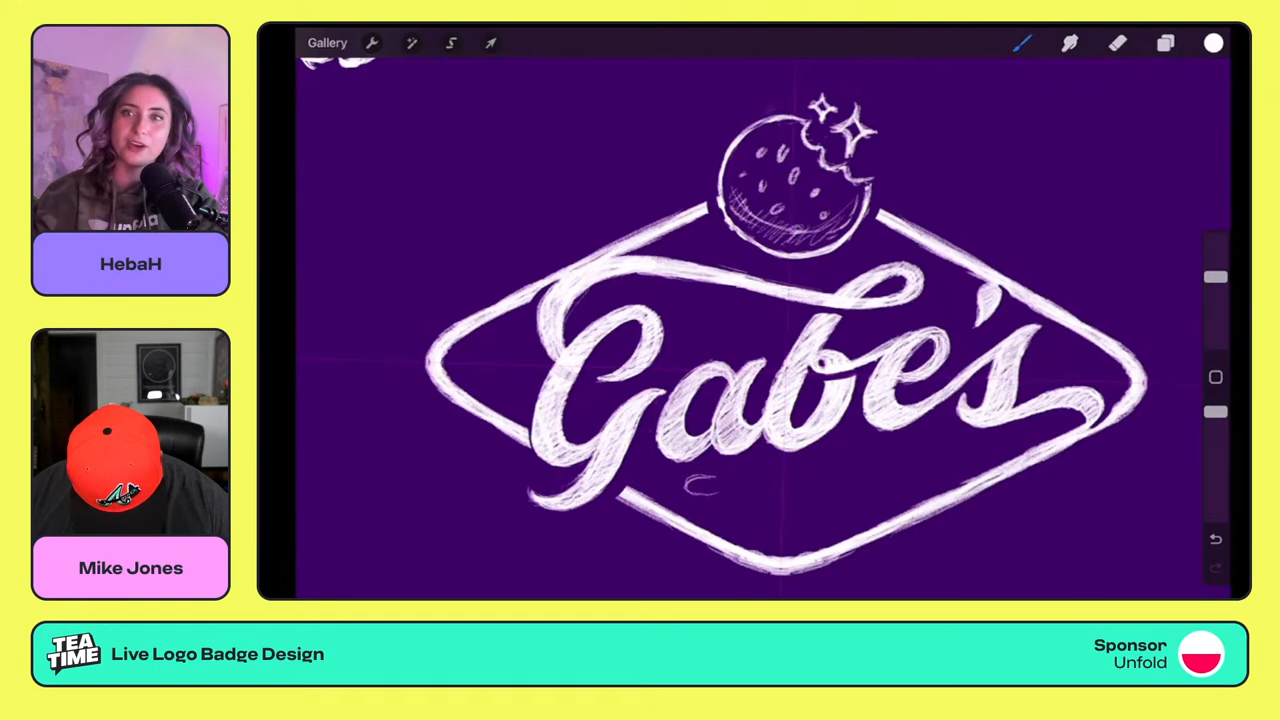 Gallery
Gabe's
HebaH
Mike Jones
TEA
TIME
Live Logo Badge Design
Sponsor
Unfold